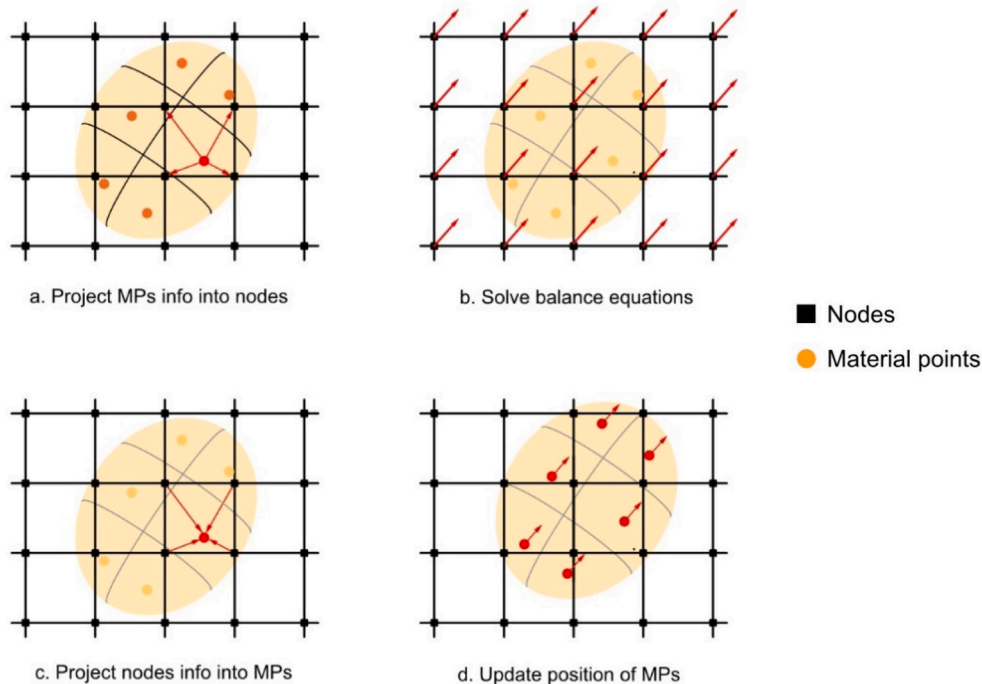 a. Project MPs info into nodes
b. Solve balance equations
Nodes
Material points
c. Project nodes info into MPs
d. Update position of MPs